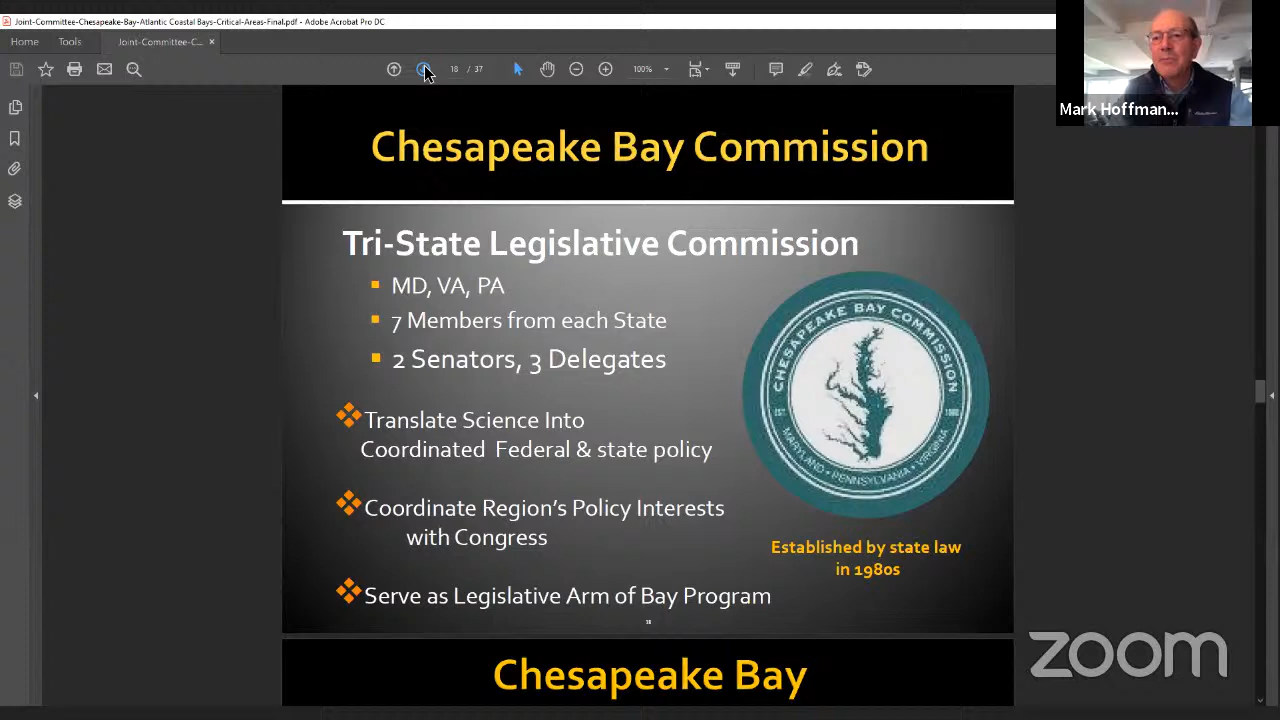 Joint-Committee-Chesapeake-Bay-Atlantic Coastal Bays-Critical-Areas-Final.pdf - Adobe Acrobat Pro DC
Home Tools Joint-Committee-C... ×
18 / 37 100%
Mark Hoffman...
Chesapeake Bay Commission
Tri-State Legislative Commission
MD, VA, PA
7 Members from each State
2 Senators, 3 Delegates
Translate Science Into
Coordinated Federal & state policy
Coordinate Region's Policy Interests
with Congress
Serve as Legislative Arm of Bay Program
CHESAPEAKE BAY COMMISSION
EST. 1980
MARYLAND • PENNSYLVANIA • VIRGINIA
Established by state law
in 1980s
18
Chesapeake Bay
zoom